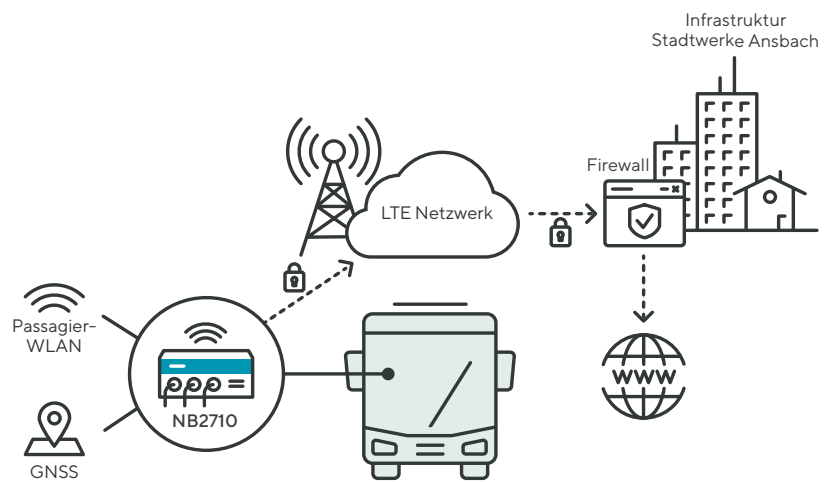 Infrastruktur
Stadtwerke Ansbach
Firewall
LTE Netzwerk
Passagier-
WLAN
NB2710
WWW
GNSS